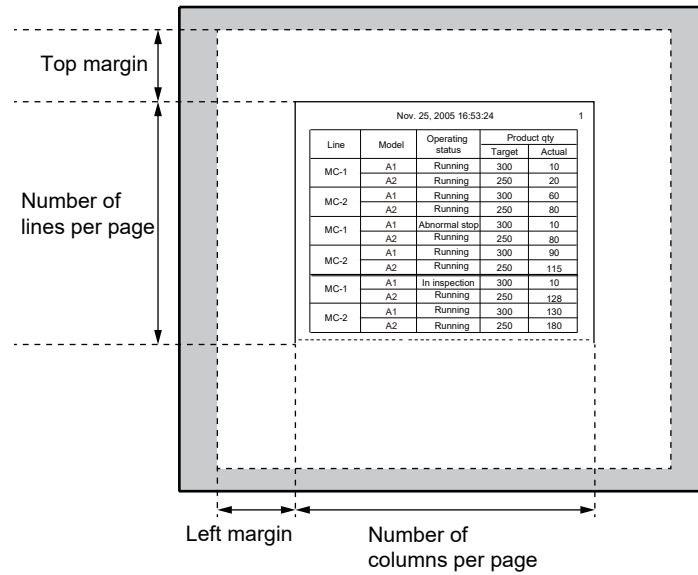 Top margin
Number of
lines per page
Nov. 25, 2005 16:53:24 1
Line Model Operating status Product qty
Target Actual
MC-1 A1 Running 300 10
A2 Running 250 20
MC-2 A1 Running 300 60
A2 Running 250 80
MC-1 A1 Abnormal stop 300 10
A2 Running 250 80
MC-2 A1 Running 300 90
A2 Running 250 115
MC-1 A1 In inspection 300 10
A2 Running 250 128
MC-2 A1 Running 300 130
A2 Running 250 180
Left margin
Number of
columns per page